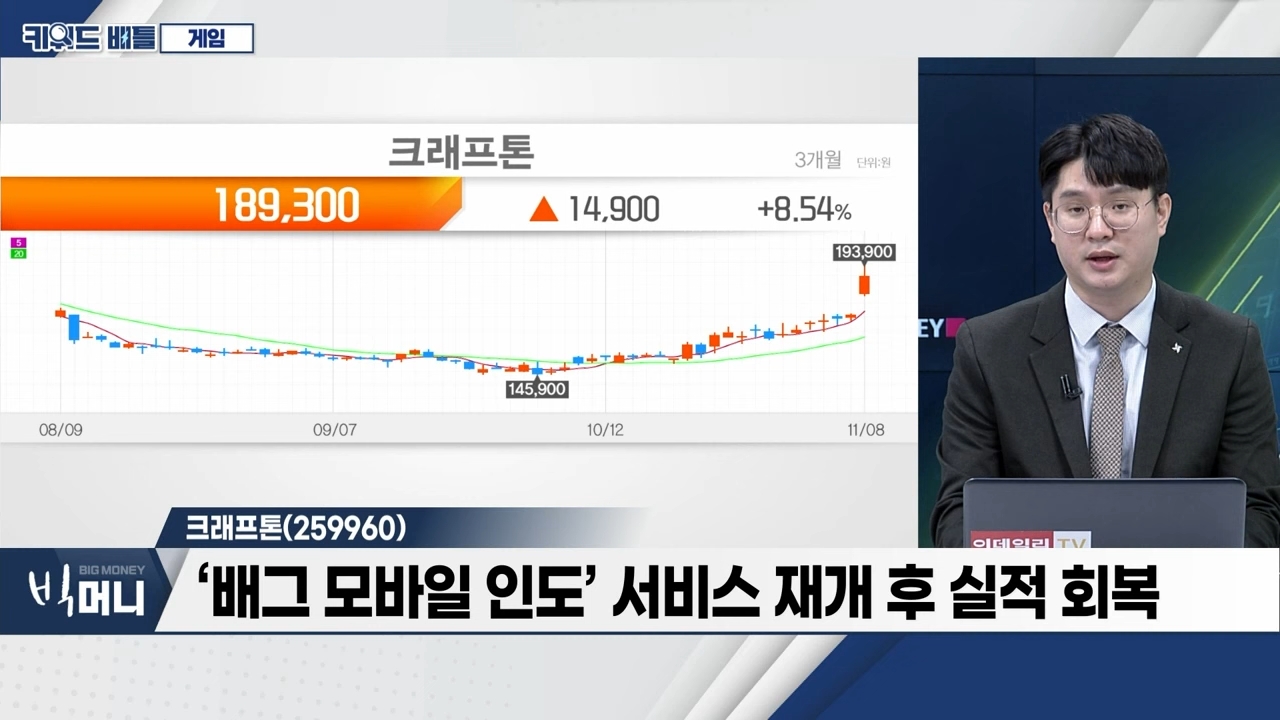 키워드 배틀 게임
크래프톤
3개월 단위:원
189,300 ▲ 14,900 +8.54%
5
20
193,900
145,900
08/09 09/07 10/12 11/08
EY
크래프톤(259960)
이데일리 TV
빅머니 BIG MONEY
‘배그 모바일 인도’ 서비스 재개 후 실적 회복